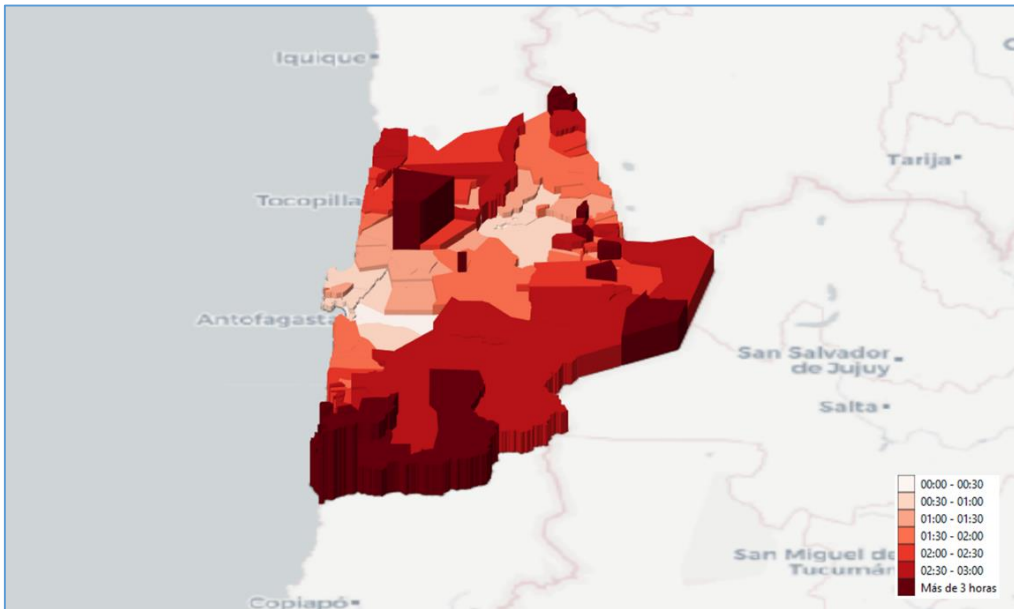 Iquique
Tarija
Tocopilla
Antofagasta
San Salvador
de Jujuy
Salta
San Miguel de
Tucumán
Copiapó
00:00 - 00:30
00:30 - 01:00
01:00 - 01:30
01:30 - 02:00
02:00 - 02:30
02:30 - 03:00
Más de 3 horas